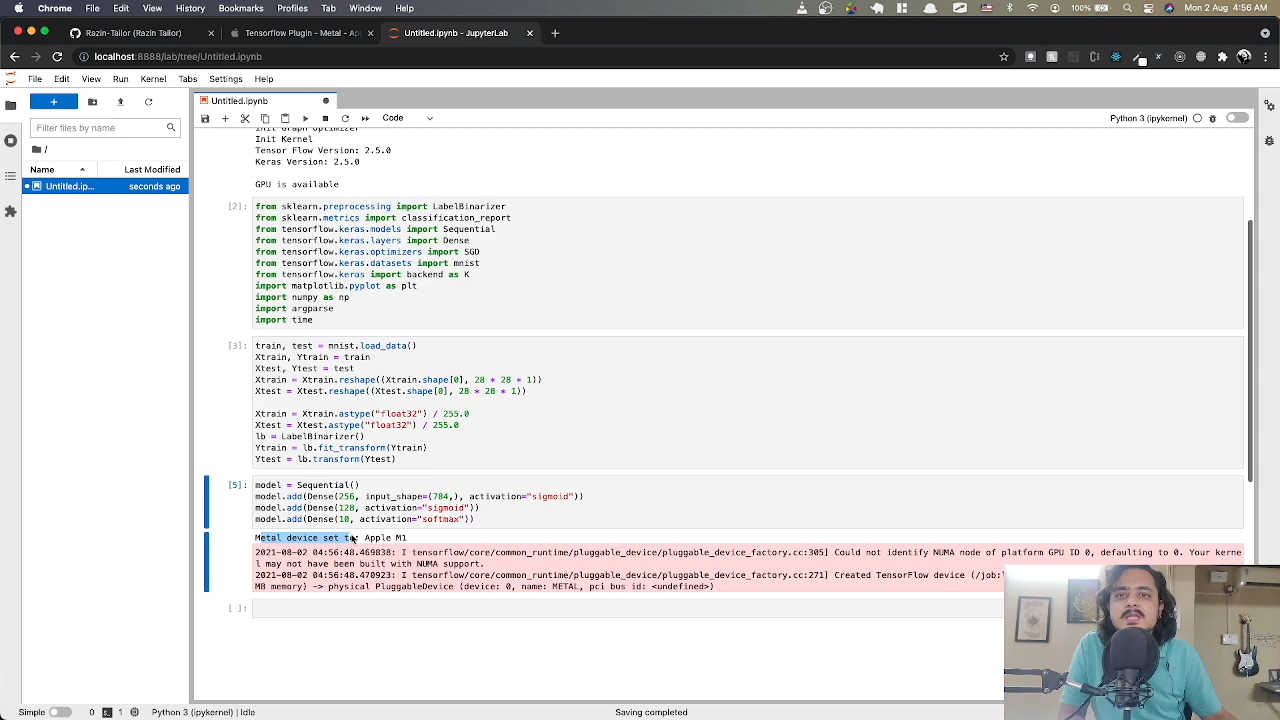 Chrome File Edit View History Bookmarks Profiles Tab Window Help 100% Mon 2 Aug 4:56 AM
Razin-Tailor (Razin Tailor) Tensorflow Plugin - Metal - Ap Untitled.ipynb - JupyterLab
localhost:8888/lab/tree/Untitled.ipynb
File Edit View Run Kernel Tabs Settings Help
Untitled.ipynb
Code Python 3 (ipykernel)
Filter files by name
/
Name Last Modified
Untitled.ip... seconds ago
Init Graph Optimizer
Init Kernel
Tensor Flow Version: 2.5.0
Keras Version: 2.5.0
GPU is available
[2]: from sklearn.preprocessing import LabelBinarizer
from sklearn.metrics import classification_report
from tensorflow.keras.models import Sequential
from tensorflow.keras.layers import Dense
from tensorflow.keras.optimizers import SGD
from tensorflow.keras.datasets import mnist
from tensorflow.keras import backend as K
import matplotlib.pyplot as plt
import numpy as np
import argparse
import time
[3]: train, test = mnist.load_data()
Xtrain, Ytrain = train
Xtest, Ytest = test
Xtrain = Xtrain.reshape((Xtrain.shape[0], 28 * 28 * 1))
Xtest = Xtest.reshape((Xtest.shape[0], 28 * 28 * 1))
Xtrain = Xtrain.astype("float32") / 255.0
Xtest = Xtest.astype("float32") / 255.0
lb = LabelBinarizer()
Ytrain = lb.fit_transform(Ytrain)
Ytest = lb.transform(Ytest)
[5]: model = Sequential()
model.add(Dense(256, input_shape=(784,), activation="sigmoid"))
model.add(Dense(128, activation="sigmoid"))
model.add(Dense(10, activation="softmax"))
Metal device set to: Apple M1
2021-08-02 04:56:48.469838: I tensorflow/core/common_runtime/pluggable_device/pluggable_device_factory.cc:305] Could not identify NUMA node of platform GPU ID 0, defaulting to 0. Your kerne
l may not have been built with NUMA support.
2021-08-02 04:56:48.470923: I tensorflow/core/common_runtime/pluggable_device/pluggable_device_factory.cc:271] Created TensorFlow device (/job:
MB memory) -> physical PluggableDevice (device: 0, name: METAL, pci bus id: <undefined>)
[ ]:
Simple 0 1 Python 3 (ipykernel) | Idle Saving completed